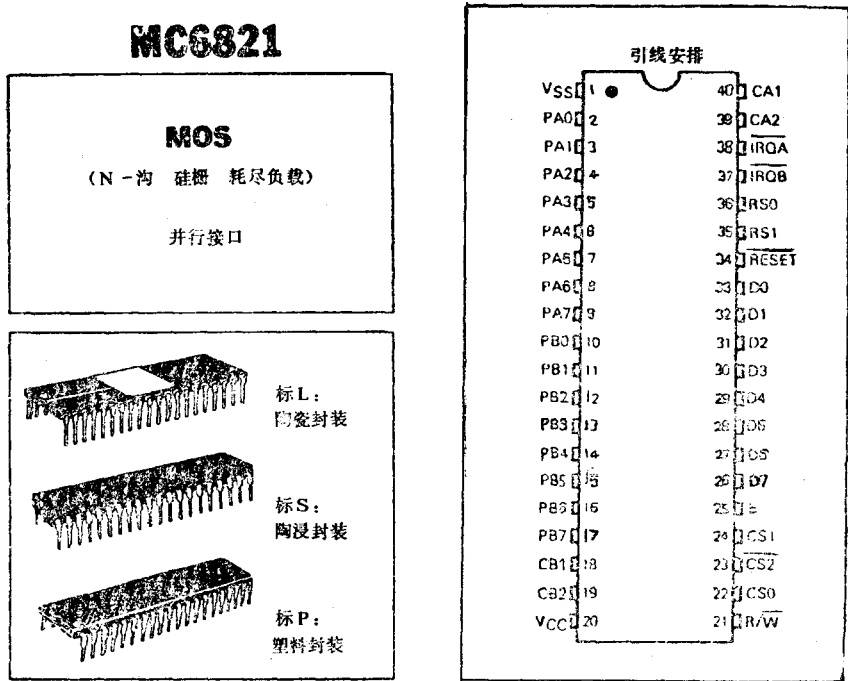 MC6821
MOS
（N－沟 硅栅 耗尽负载）
并行接口
标L：
陶瓷封装
标S：
陶浸封装
标P：
塑料封装
引线安排
VSS 1 40 CA1
PA0 2 39 CA2
PA1 3 38 IRQA
PA2 4 37 IRQB
PA3 5 36 RS0
PA4 6 35 RS1
PA5 7 34 RESET
PA6 8 33 D0
PA7 9 32 D1
PB0 10 31 D2
PB1 11 30 D3
PB2 12 29 D4
PB3 13 28 D5
PB4 14 27 D6
PB5 15 26 D7
PB6 16 25 E
PB7 17 24 CS1
CB1 18 23 CS2
CB2 19 22 CS0
VCC 20 21 R/W